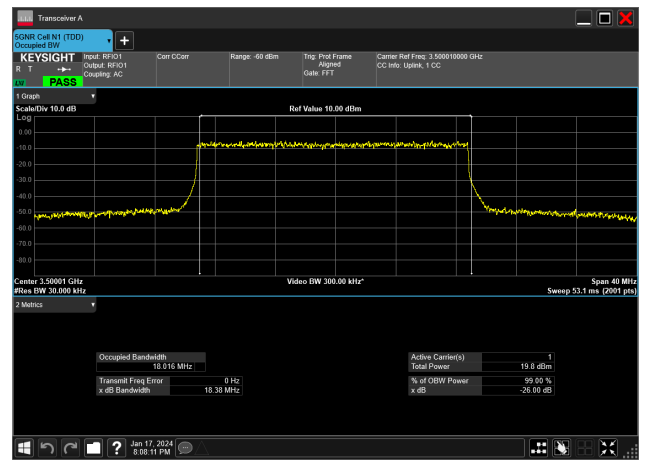 Transceiver A
5GNR Cell N1 (TDD)
Occupied BW
KEYSIGHT
R T
LXI
PASS
Input: RFIO1
Output: RFIO1
Coupling: AC
Corr CCorr
Range: -60 dBm
Trig: Prot Frame
Aligned
Gate: FFT
Carrier Ref Freq: 3.500010000 GHz
CC Info: Uplink, 1 CC
1 Graph
Scale/Div 10.0 dB
Ref Value 10.00 dBm
Log
0.00
-10.0
-20.0
-30.0
-40.0
-50.0
-60.0
-70.0
-80.0
Center 3.50001 GHz
Video BW 300.00 kHz*
Span 40 MHz
#Res BW 30.000 kHz
Sweep 53.1 ms (2001 pts)
2 Metrics
Occupied Bandwidth
18.016 MHz
Active Carrier(s) 1
Total Power 19.8 dBm
Transmit Freq Error 0 Hz
x dB Bandwidth 18.38 MHz
% of OBW Power 99.00 %
x dB -26.00 dB
Jan 17, 2024
8:08:11 PM